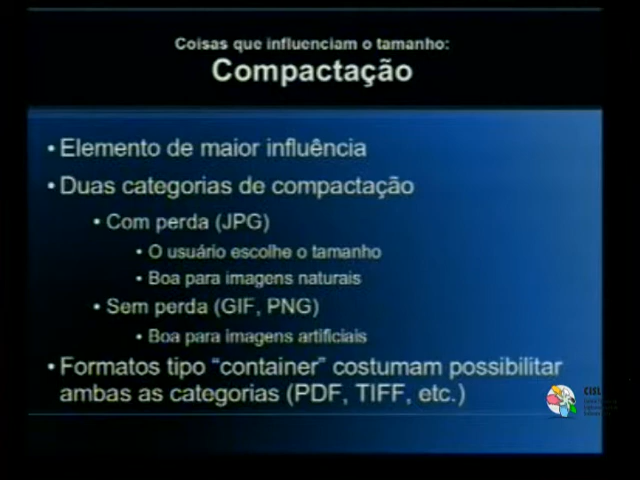 Coisas que influenciam o tamanho:
Compactação
• Elemento de maior influência
• Duas categorias de compactação
• Com perda (JPG)
• O usuário escolhe o tamanho
• Boa para imagens naturais
• Sem perda (GIF, PNG)
• Boa para imagens artificiais
• Formatos tipo “container” costumam possibilitar
ambas as categorias (PDF, TIFF, etc.)
CISL